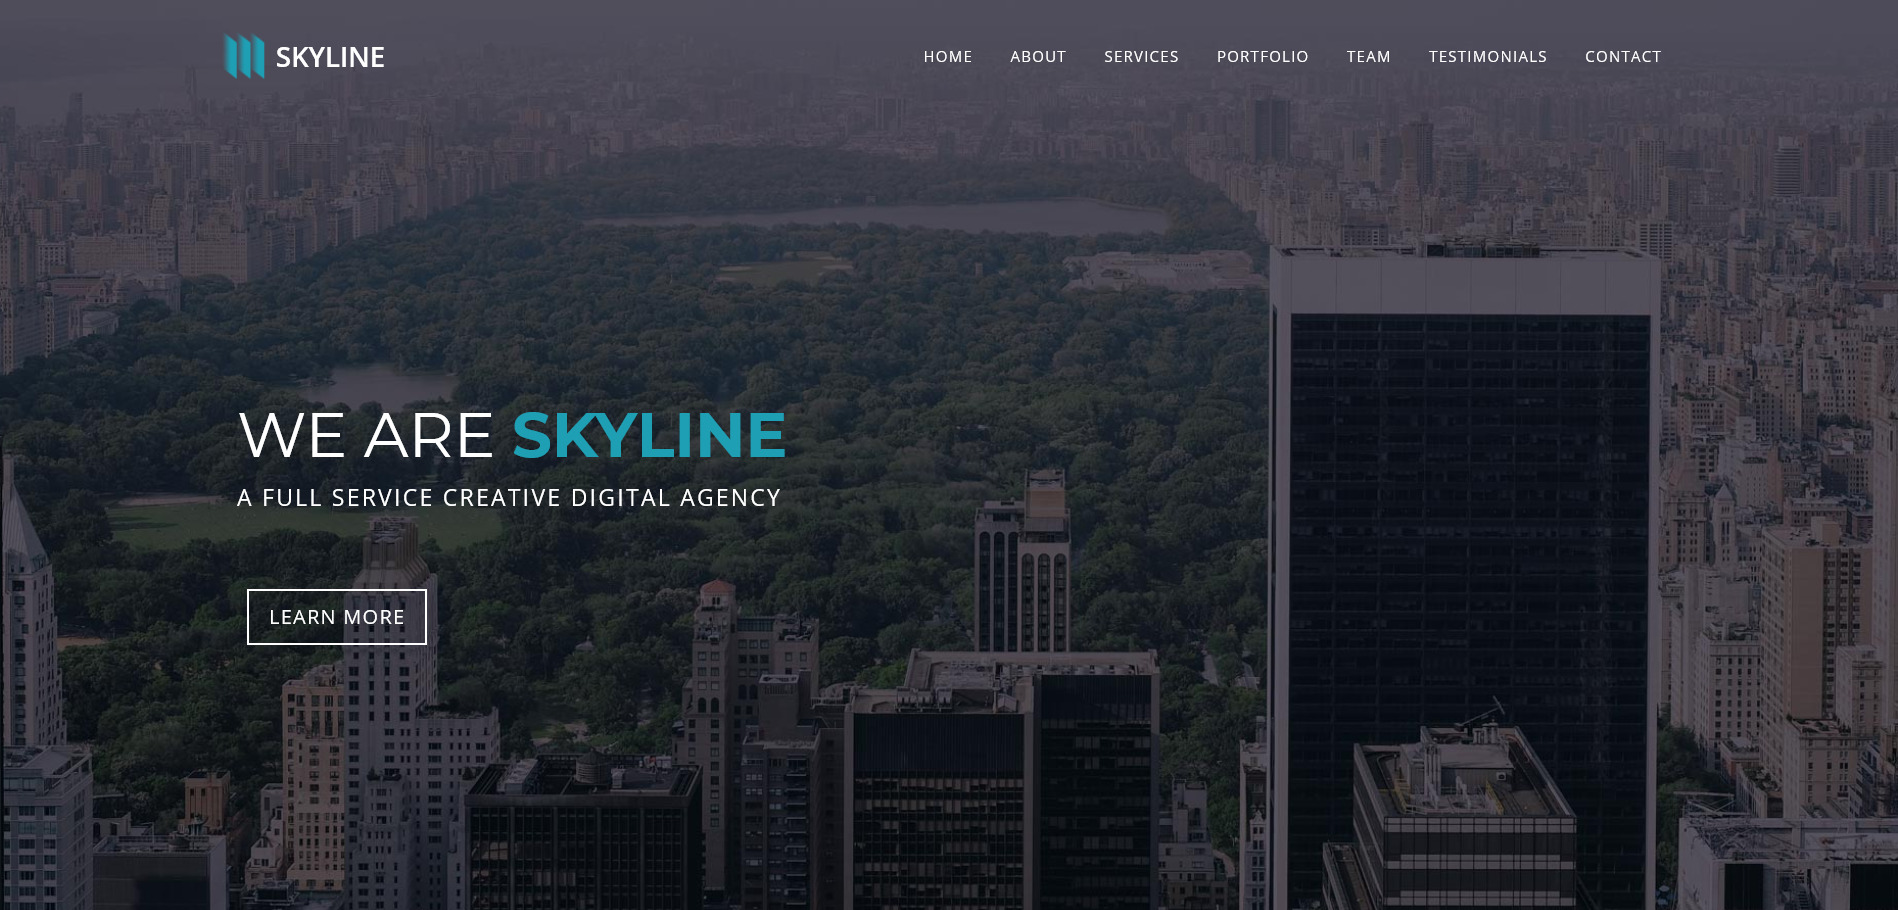 SKYLINE
HOME ABOUT SERVICES PORTFOLIO TEAM TESTIMONIALS CONTACT
WE ARE SKYLINE
A FULL SERVICE CREATIVE DIGITAL AGENCY
LEARN MORE